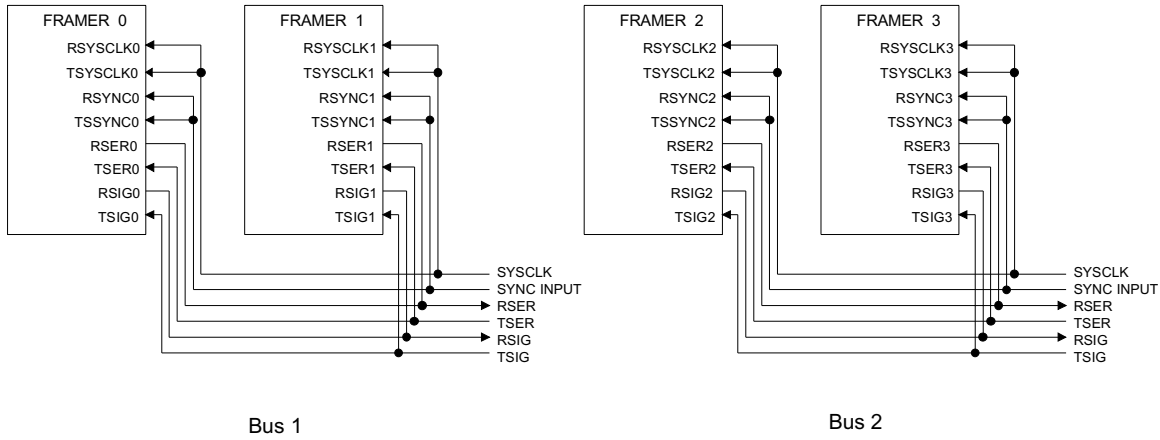 FRAMER 0
RSYSCLK0
TSYSCLK0
RSYNC0
TSSYNC0
RSER0
TSER0
RSIG0
TSIG0
FRAMER 1
RSYSCLK1
TSYSCLK1
RSYNC1
TSSYNC1
RSER1
TSER1
RSIG1
TSIG1
SYSCLK
SYNC INPUT
RSER
TSER
RSIG
TSIG
Bus 1
FRAMER 2
RSYSCLK2
TSYSCLK2
RSYNC2
TSSYNC2
RSER2
TSER2
RSIG2
TSIG2
FRAMER 3
RSYSCLK3
TSYSCLK3
RSYNC3
TSSYNC3
RSER3
TSER3
RSIG3
TSIG3
SYSCLK
SYNC INPUT
RSER
TSER
RSIG
TSIG
Bus 2